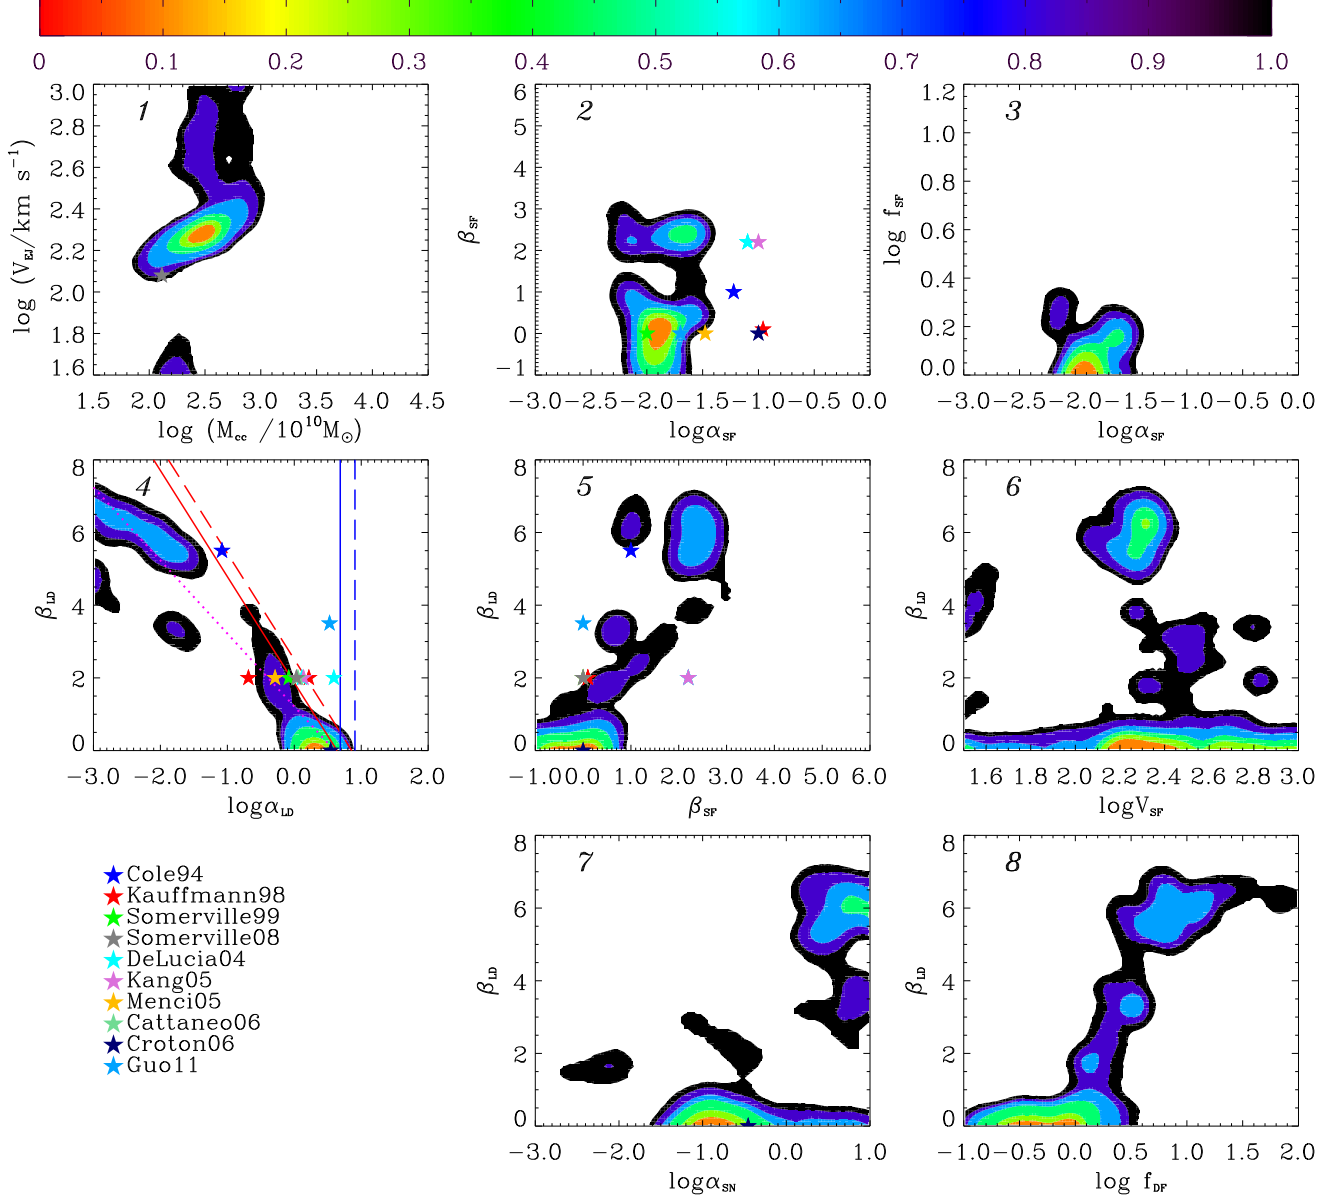 0 0.1 0.2 0.3 0.4 0.5 0.6 0.7 0.8 0.9 1.0
1
log (V_EJ/km s⁻¹)
3.0
2.8
2.6
2.4
2.2
2.0
1.8
1.6
1.5 2.0 2.5 3.0 3.5 4.0 4.5
log (M_cc /10¹⁰M_⊙)
2
β_SF
6
5
4
3
2
1
0
−1
−3.0 −2.5 −2.0 −1.5 −1.0 −0.5 0.0
logα_SF
3
log f_SF
1.2
1.0
0.8
0.6
0.4
0.2
0.0
−3.0 −2.5 −2.0 −1.5 −1.0 −0.5 0.0
logα_SF
4
β_LD
8
6
4
2
0
−3.0 −2.0 −1.0 0.0 1.0 2.0
logα_LD
5
β_LD
8
6
4
2
0
−1.0 0.0 1.0 2.0 3.0 4.0 5.0 6.0
β_SF
6
β_LD
8
6
4
2
0
1.6 1.8 2.0 2.2 2.4 2.6 2.8 3.0
logV_SF
Cole94
Kauffmann98
Somerville99
Somerville08
DeLucia04
Kang05
Menci05
Cattaneo06
Croton06
Guo11
7
β_LD
8
6
4
2
0
−3.0 −2.0 −1.0 0.0 1.0
logα_SN
8
β_LD
8
6
4
2
0
−1.0 −0.5 0.0 0.5 1.0 1.5 2.0
log f_DF